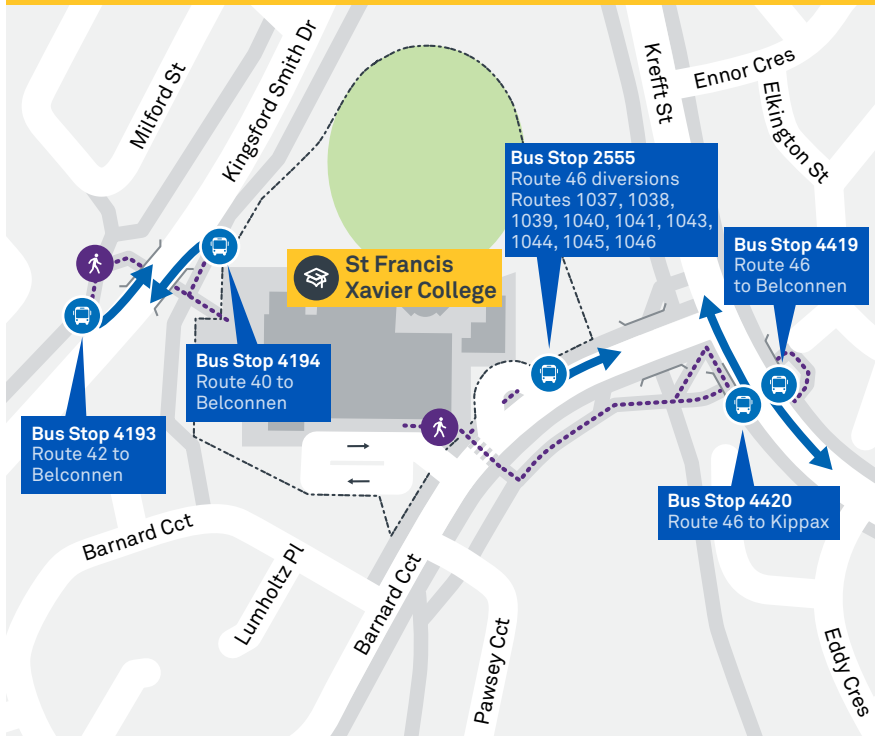 Milford St
Kingsford Smith Dr
Krefft St
Ennor Cres
Elkington St
Bus Stop 2555
Route 46 diversions
Routes 1037, 1038,
1039, 1040, 1041, 1043,
1044, 1045, 1046
Bus Stop 4419
Route 46
to Belconnen
St Francis
Xavier College
Bus Stop 4194
Route 40 to
Belconnen
Bus Stop 4193
Route 42 to
Belconnen
Bus Stop 4420
Route 46 to Kippax
Barnard Cct
Lumholtz Pl
Barnard Cct
Pawsey Cct
Eddy Cres